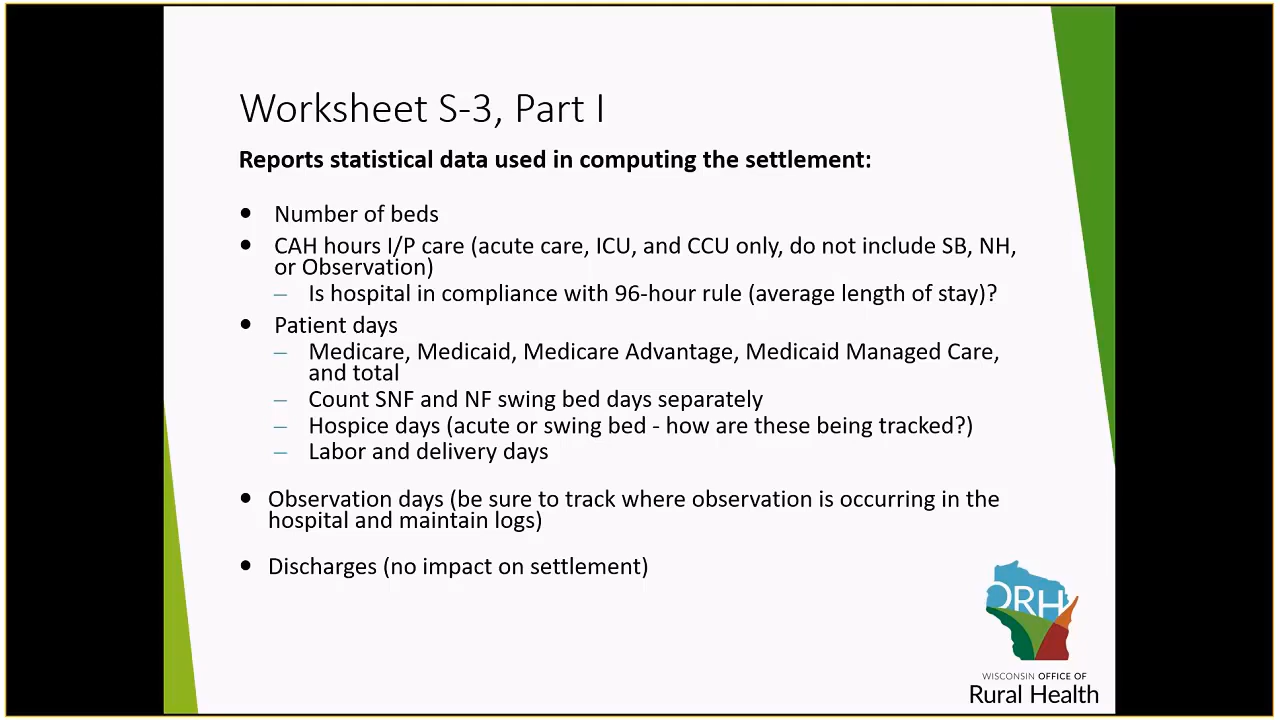 Worksheet S-3, Part I
Reports statistical data used in computing the settlement:
● Number of beds
● CAH hours I/P care (acute care, ICU, and CCU only, do not include SB, NH,
or Observation)
– Is hospital in compliance with 96-hour rule (average length of stay)?
● Patient days
– Medicare, Medicaid, Medicare Advantage, Medicaid Managed Care,
and total
– Count SNF and NF swing bed days separately
– Hospice days (acute or swing bed - how are these being tracked?)
– Labor and delivery days
● Observation days (be sure to track where observation is occurring in the
hospital and maintain logs)
● Discharges (no impact on settlement)
ORH
WISCONSIN OFFICE OF
Rural Health